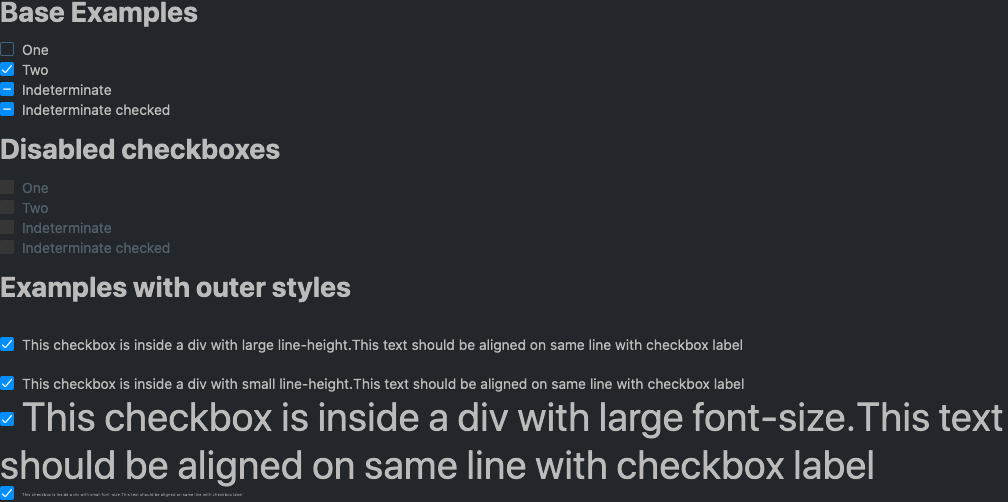 Base Examples
One
Two
Indeterminate
Indeterminate checked
Disabled checkboxes
One
Two
Indeterminate
Indeterminate checked
Examples with outer styles
This checkbox is inside a div with large line-height.This text should be aligned on same line with checkbox label
This checkbox is inside a div with small line-height.This text should be aligned on same line with checkbox label
This checkbox is inside a div with large font-size.This text
should be aligned on same line with checkbox label
This checkbox is inside a div with small font-size.This text should be aligned on same line with checkbox label